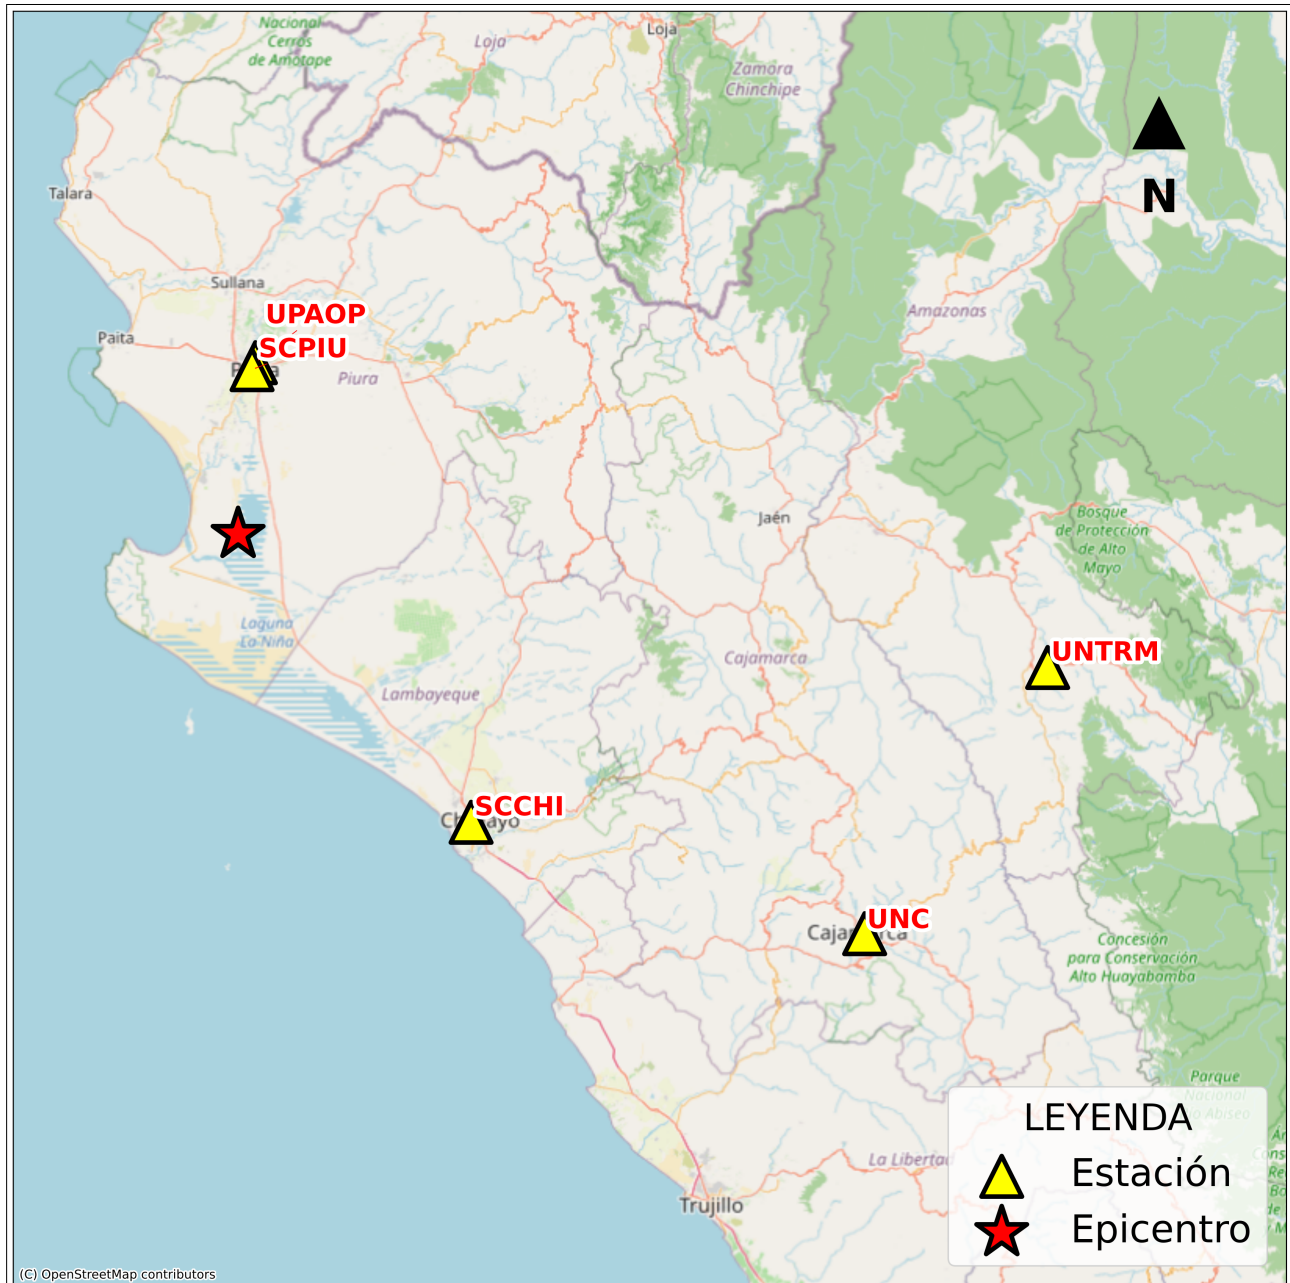 Nacional
Cerros
de Amotape
Loja
Loja
Zamora
Chinchipe
N
Talara
Sullana
Amazonas
UPAOP
Paita
SCPIU
Piura
Jaén
Bosque
de Protección
de Alto
Mayo
Laguna
La Niña
UNTRM
Cajamarca
Lambayeque
SCCHI
UNC
Concesión
para Conservación
Alto Huayabamba
Parque
Nacional
LEYENDA
La Libertad
Estación
Trujillo
Epicentro
(C) OpenStreetMap contributors